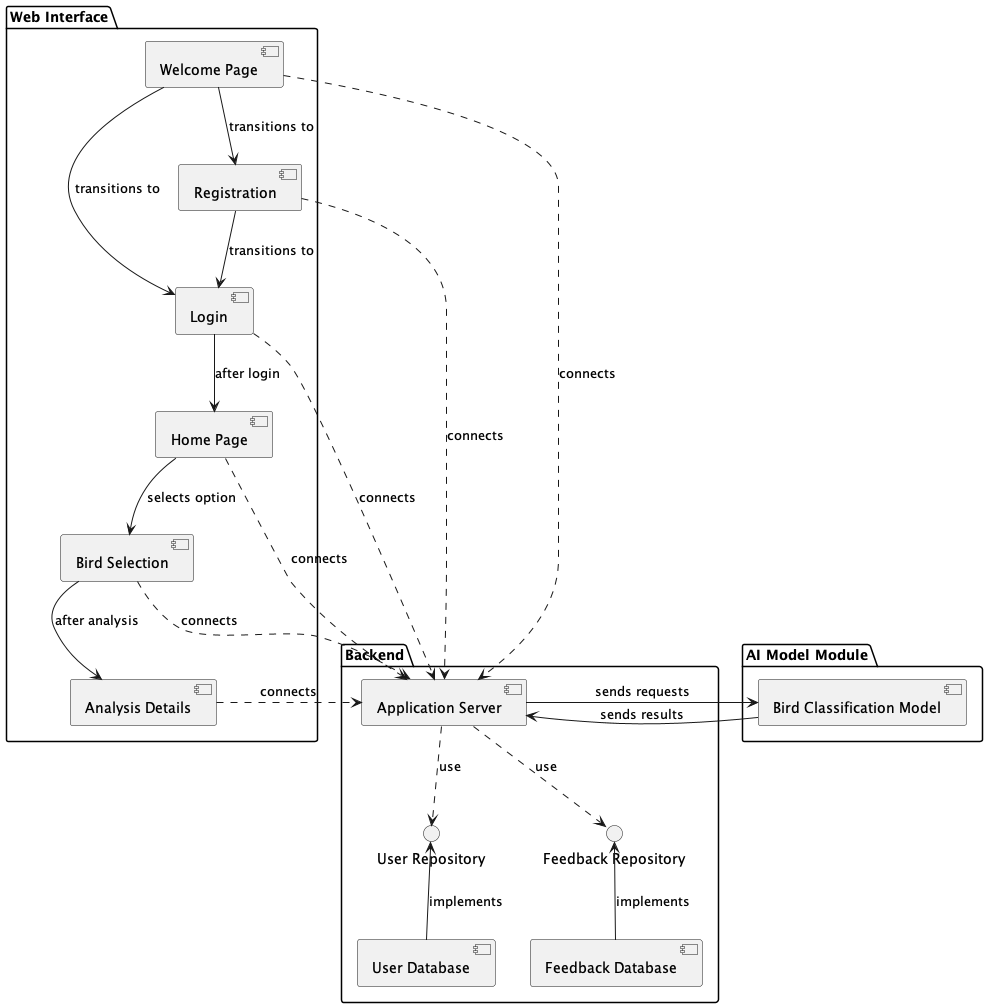 Web Interface
Welcome Page
transitions to
Registration
transitions to
transitions to
Login
after login
connects
Home Page
connects
selects option
connects
connects
Bird Selection
after analysis
connects
Backend
AI Model Module
Analysis Details
connects
Application Server
sends requests
sends results
Bird Classification Model
use
use
User Repository
Feedback Repository
implements
implements
User Database
Feedback Database